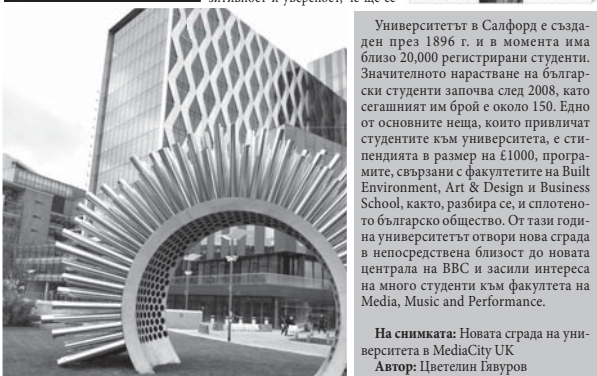 Университетът в Салфорд е създа-
ден през 1896 г. и в момента има
близо 20,000 регистрирани студенти.
Значителното нарастване на българ-
ски студенти започва след 2008, като
сегашният им брой е около 150. Едно
от основните неща, които привличат
студентите към университета, е сти-
пендията в размер на £1000, програ-
мите, свързани с факултетите на Built
Environment, Art & Design и Business
School, както, разбира се, и сплотено-
то българско общество. От тази годи-
на университетът отвори нова сграда
в непосредствена близост до новата
централа на BBC и засили интереса
на много студенти към факултета на
Media, Music and Performance.
На снимката: Новата сграда на уни-
верситета в MediaCity UK
Автор: Цветелин Гявуров